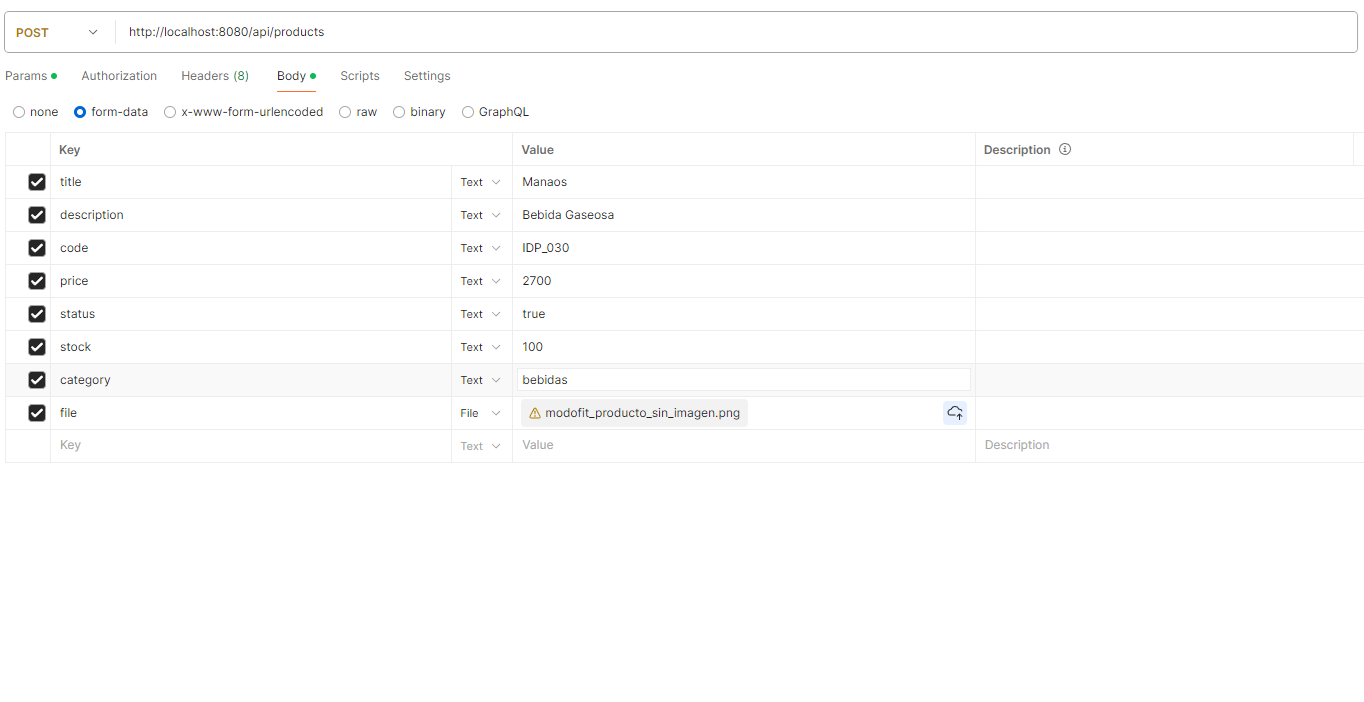 POST http://localhost:8080/api/products
Params Authorization Headers (8) Body Scripts Settings
none form-data x-www-form-urlencoded raw binary GraphQL
Key Value Description
title Text Manaos
description Text Bebida Gaseosa
code Text IDP_030
price Text 2700
status Text true
stock Text 100
category Text bebidas
file File modofit_producto_sin_imagen.png
Key Text Value Description